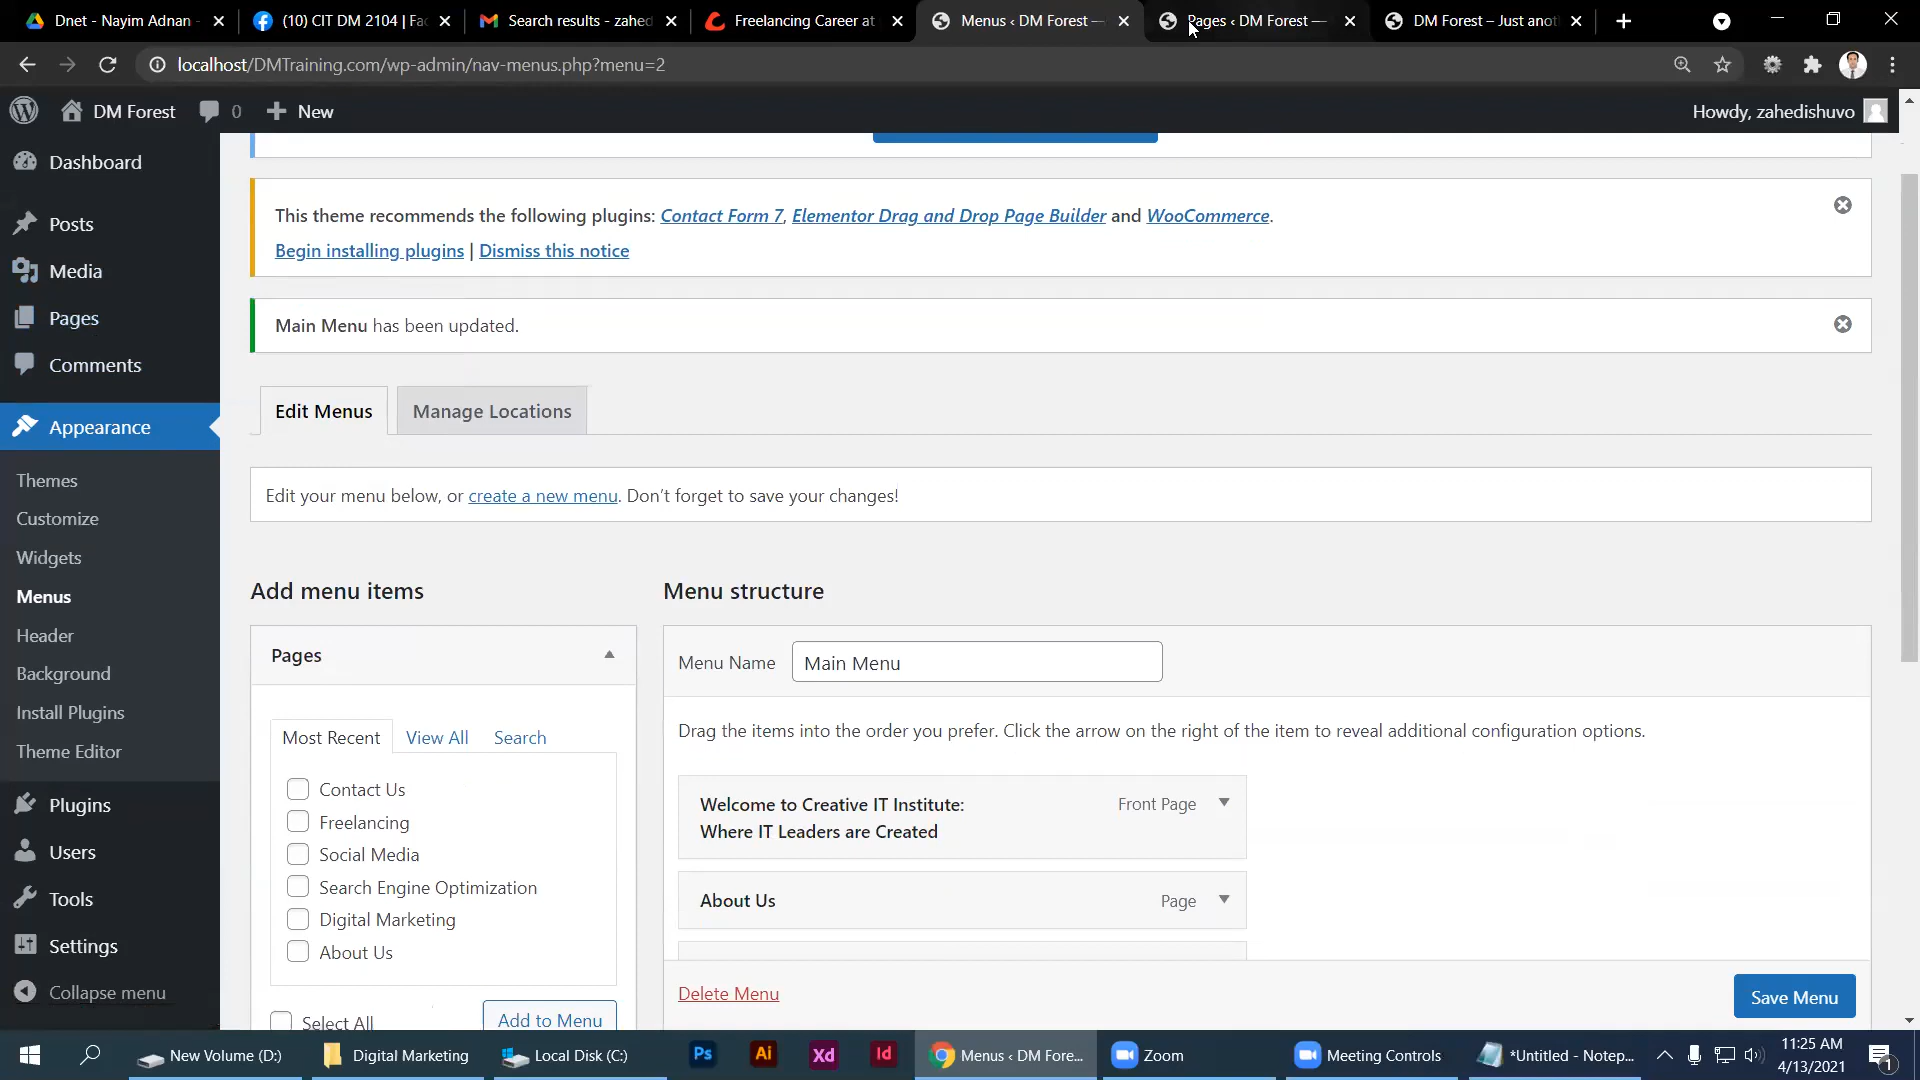 Dnet - Nayim Adnan -
(10) CIT DM 2104 | Fac
Search results - zahed
Freelancing Career at
Menus ‹ DM Forest —
Pages ‹ DM Forest —
DM Forest – Just anot
localhost/DMTraining.com/wp-admin/nav-menus.php?menu=2
DM Forest
0
New
Howdy, zahedishuvo
Dashboard
Posts
Media
Pages
Comments
Appearance
Themes
Customize
Widgets
Menus
Header
Background
Install Plugins
Theme Editor
Plugins
Users
Tools
Settings
Collapse menu
This theme recommends the following plugins: Contact Form 7, Elementor Drag and Drop Page Builder and WooCommerce.
Begin installing plugins | Dismiss this notice
Main Menu has been updated.
Edit Menus
Manage Locations
Edit your menu below, or create a new menu. Don’t forget to save your changes!
Add menu items
Pages
Most Recent
View All
Search
Contact Us
Freelancing
Social Media
Search Engine Optimization
Digital Marketing
About Us
Select All
Add to Menu
Menu structure
Menu Name
Main Menu
Drag the items into the order you prefer. Click the arrow on the right of the item to reveal additional configuration options.
Welcome to Creative IT Institute:
Where IT Leaders are Created
Front Page
About Us
Page
Delete Menu
Save Menu
New Volume (D:)
Digital Marketing
Local Disk (C:)
Ps
Ai
Xd
Id
Menus ‹ DM Fore...
Zoom
Meeting Controls
*Untitled - Notep...
11:25 AM
4/13/2021
1